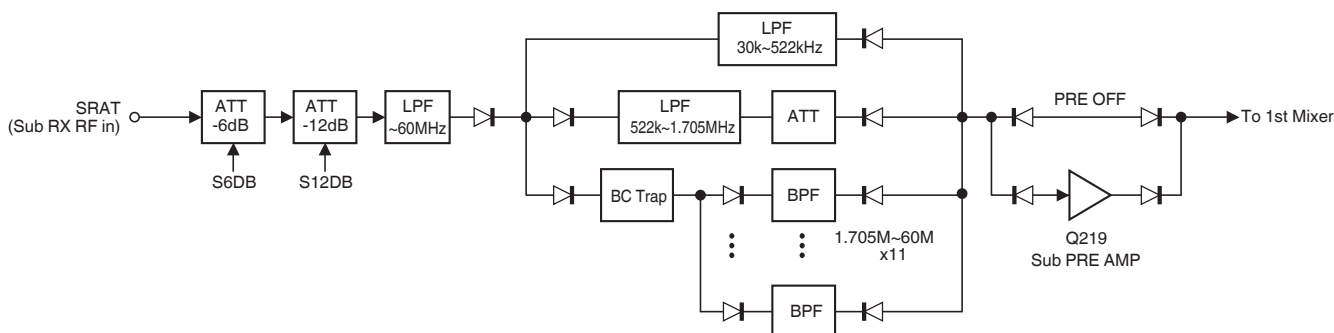 SRAT
(Sub RX RF in)
ATT
-6dB
S6DB
ATT
-12dB
S12DB
LPF
~60MHz
LPF
30k~522kHz
LPF
522k~1.705MHz
ATT
BC Trap
BPF
1.705M~60M
x11
BPF
PRE OFF
Q219
Sub PRE AMP
To 1st Mixer